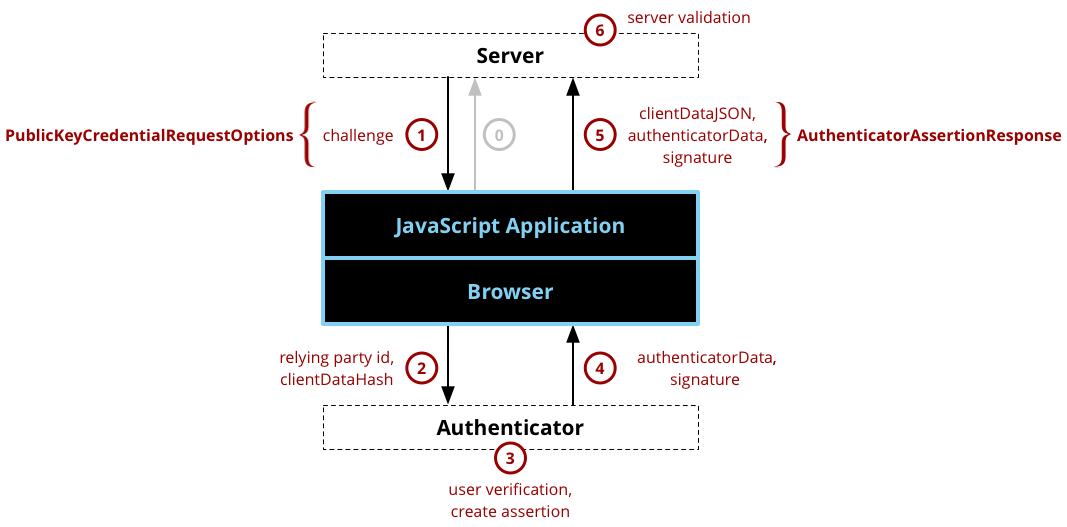 6
server validation
Server
PublicKeyCredentialRequestOptions
challenge
1
0
5
clientDataJSON,
authenticatorData,
signature
AuthenticatorAssertionResponse
JavaScript Application
Browser
relying party id,
clientDataHash
2
4
authenticatorData,
signature
Authenticator
3
user verification,
create assertion